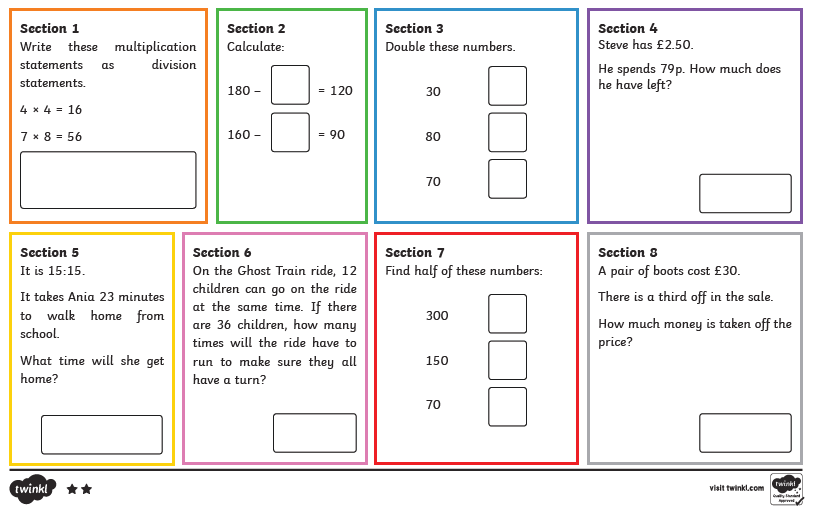 Section 1
Write these multiplication
statements as division
statements.
4 × 4 = 16
7 × 8 = 56
Section 2
Calculate:
180 – = 120
160 – = 90
Section 3
Double these numbers.
30
80
70
Section 4
Steve has £2.50.
He spends 79p. How much does
he have left?
Section 5
It is 15:15.
It takes Ania 23 minutes
to walk home from
school.
What time will she get
home?
Section 6
On the Ghost Train ride, 12
children can go on the ride
at the same time. If there
are 36 children, how many
times will the ride have to
run to make sure they all
have a turn?
Section 7
Find half of these numbers:
300
150
70
Section 8
A pair of boots cost £30.
There is a third off in the sale.
How much money is taken off the
price?
twinkl
visit twinkl.com
twinkl
Quality Standard
Approved